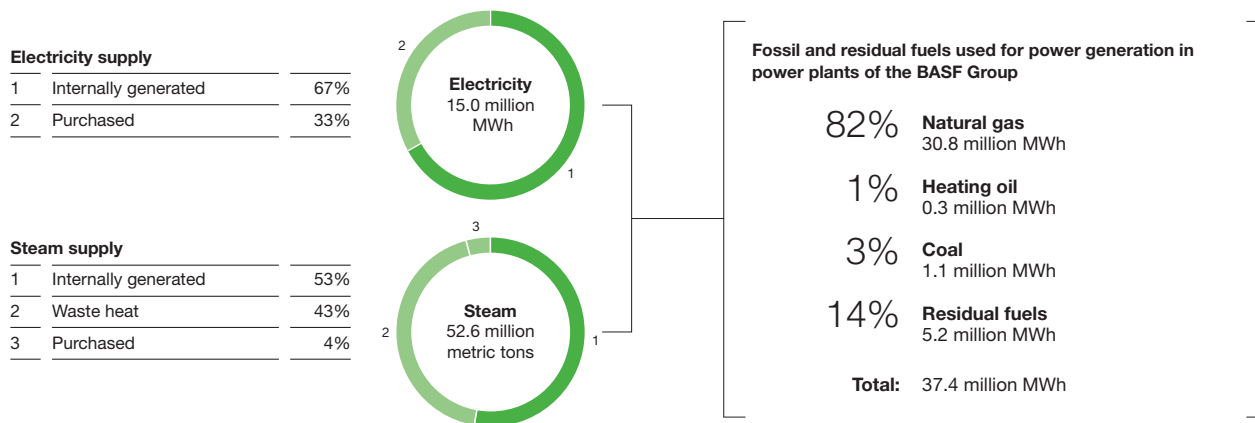 Electricity supply
1 Internally generated 67%
2 Purchased 33%
2
Electricity
15.0 million
MWh
1
Steam supply
1 Internally generated 53%
2 Waste heat 43%
3 Purchased 4%
3
2
Steam
52.6 million
metric tons
1
Fossil and residual fuels used for power generation in
power plants of the BASF Group
82% Natural gas
30.8 million MWh
1% Heating oil
0.3 million MWh
3% Coal
1.1 million MWh
14% Residual fuels
5.2 million MWh
Total: 37.4 million MWh